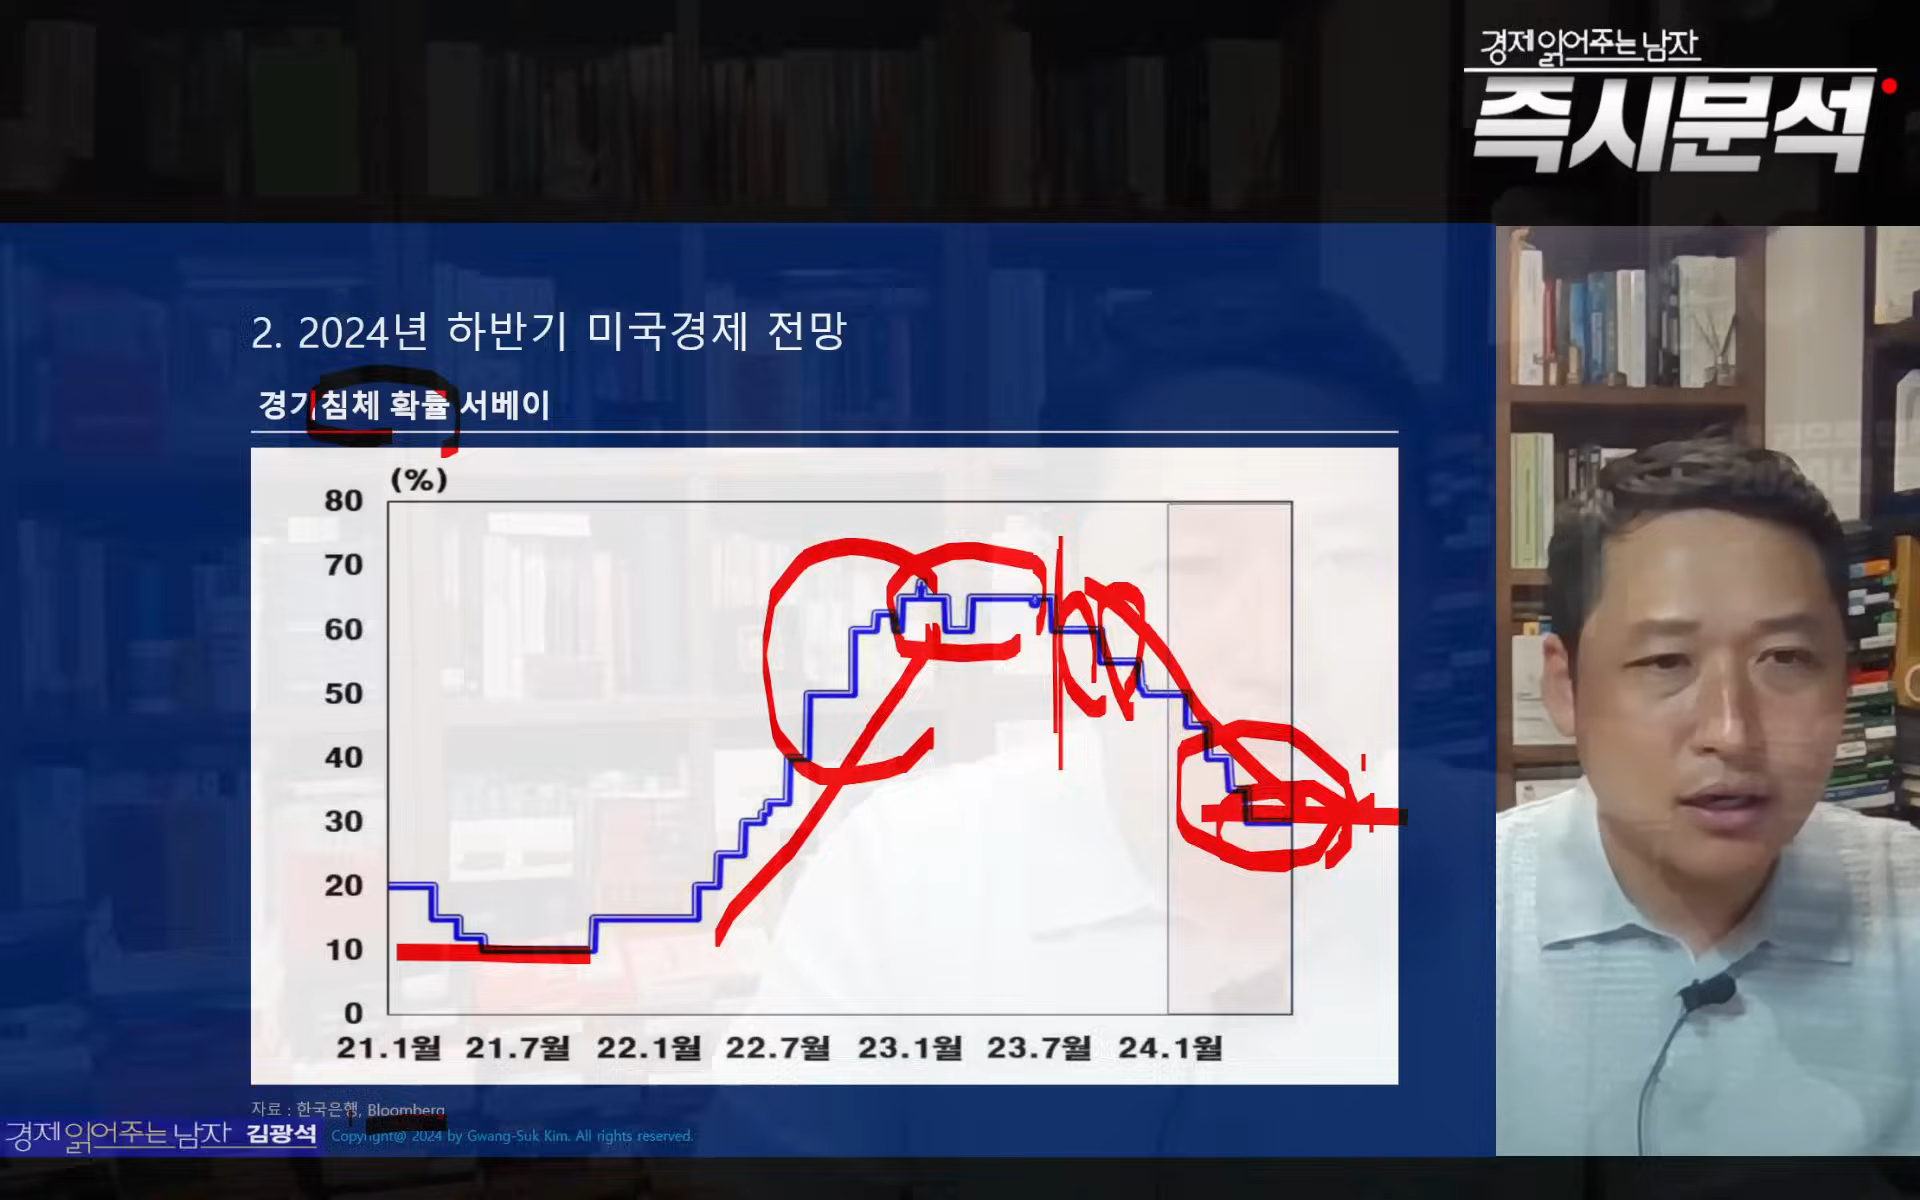 경제 읽어주는 남자
즉시분석
2. 2024년 하반기 미국경제 전망
경기침체 확률 서베이
(%)
80
70
60
50
40
30
20
10
0
21.1월 21.7월 22.1월 22.7월 23.1월 23.7월 24.1월
자료 : 한국은행, Bloomberg
경제 읽어주는 남자 김광석 Copyright@ 2024 by Gwang-Suk Kim. All rights reserved.